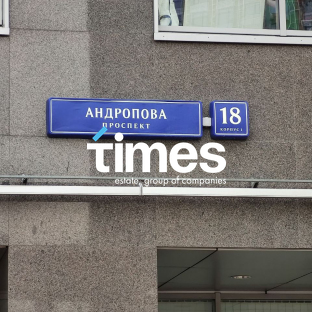 АНДРОПОВА
ПРОСПЕКТ
18
КОРПУС 1
times
estate, group of companies